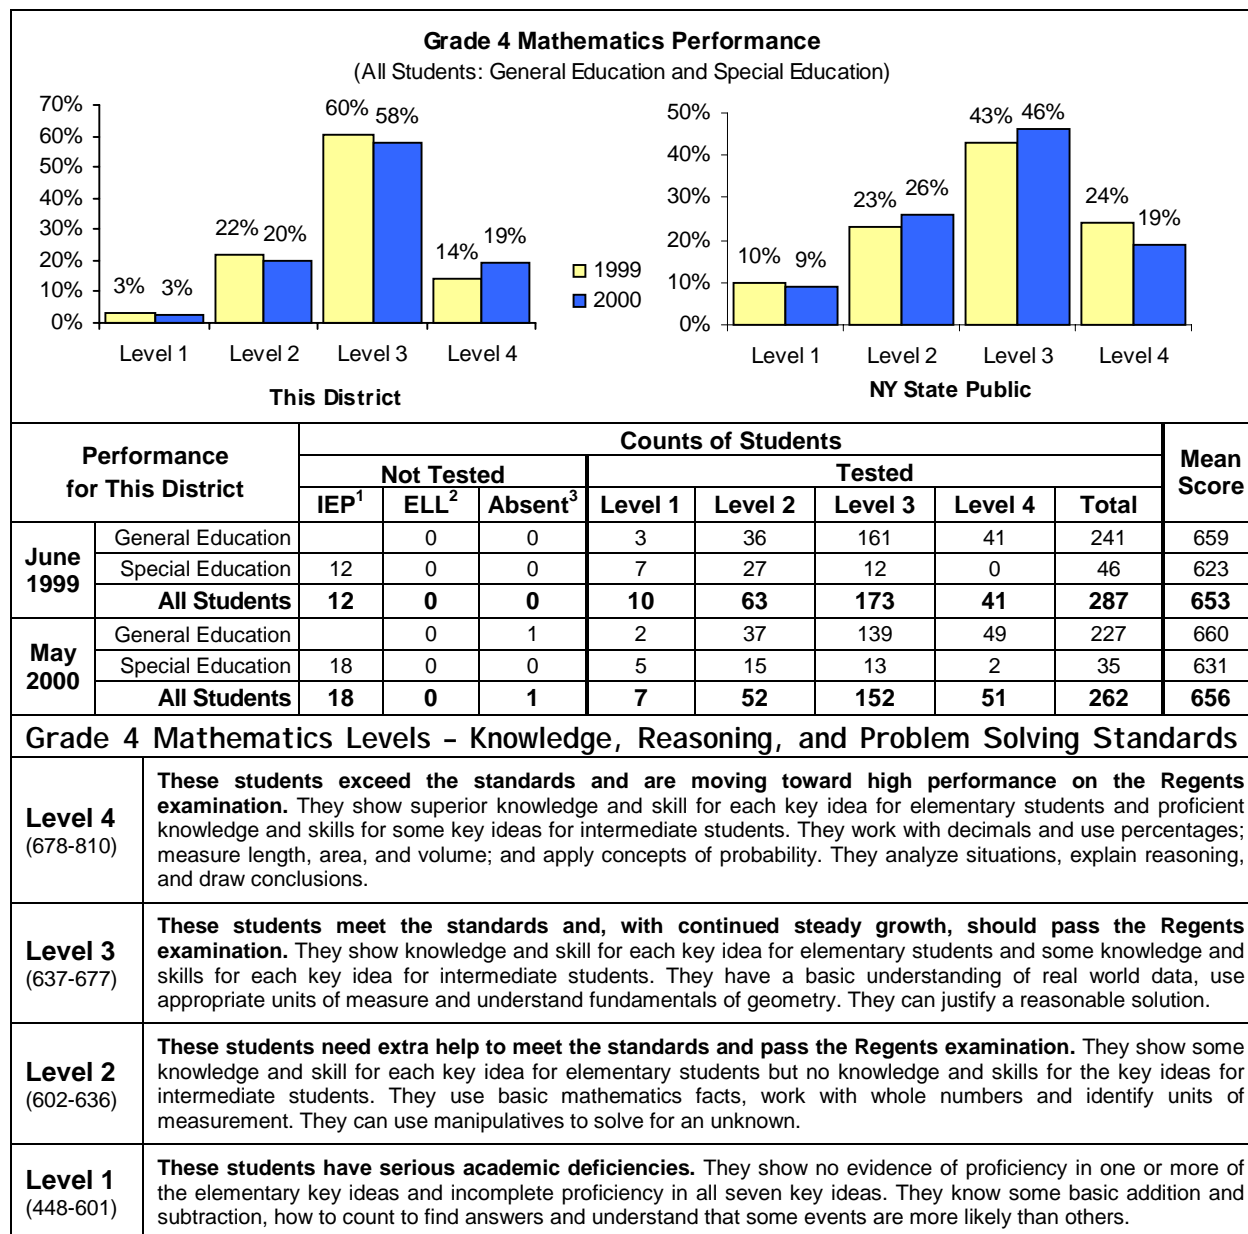 Grade 4 Mathematics Performance
(All Students: General Education and Special Education)
70%
60%
50%
40%
30%
20%
10%
0%
3% 3%
22% 20%
60% 58%
14% 19%
Level 1 Level 2 Level 3 Level 4
This District
1999
2000
50%
40%
30%
20%
10%
0%
10% 9%
23% 26%
43% 46%
24% 19%
Level 1 Level 2 Level 3 Level 4
NY State Public
Performance for This District
Counts of Students
Mean Score
Not Tested Tested
IEP1 ELL2 Absent3 Level 1 Level 2 Level 3 Level 4 Total
June 1999
General Education 0 0 3 36 161 41 241 659
Special Education 12 0 0 7 27 12 0 46 623
All Students 12 0 0 10 63 173 41 287 653
May 2000
General Education 0 1 2 37 139 49 227 660
Special Education 18 0 0 5 15 13 2 35 631
All Students 18 0 1 7 52 152 51 262 656
Grade 4 Mathematics Levels – Knowledge, Reasoning, and Problem Solving Standards
Level 4
(678-810)
These students exceed the standards and are moving toward high performance on the Regents
examination. They show superior knowledge and skill for each key idea for elementary students and proficient
knowledge and skills for some key ideas for intermediate students. They work with decimals and use percentages;
measure length, area, and volume; and apply concepts of probability. They analyze situations, explain reasoning,
and draw conclusions.
Level 3
(637-677)
These students meet the standards and, with continued steady growth, should pass the Regents
examination. They show knowledge and skill for each key idea for elementary students and some knowledge and
skills for each key idea for intermediate students. They have a basic understanding of real world data, use
appropriate units of measure and understand fundamentals of geometry. They can justify a reasonable solution.
Level 2
(602-636)
These students need extra help to meet the standards and pass the Regents examination. They show some
knowledge and skill for each key idea for elementary students but no knowledge and skills for the key ideas for
intermediate students. They use basic mathematics facts, work with whole numbers and identify units of
measurement. They can use manipulatives to solve for an unknown.
Level 1
(448-601)
These students have serious academic deficiencies. They show no evidence of proficiency in one or more of
the elementary key ideas and incomplete proficiency in all seven key ideas. They know some basic addition and
subtraction, how to count to find answers and understand that some events are more likely than others.